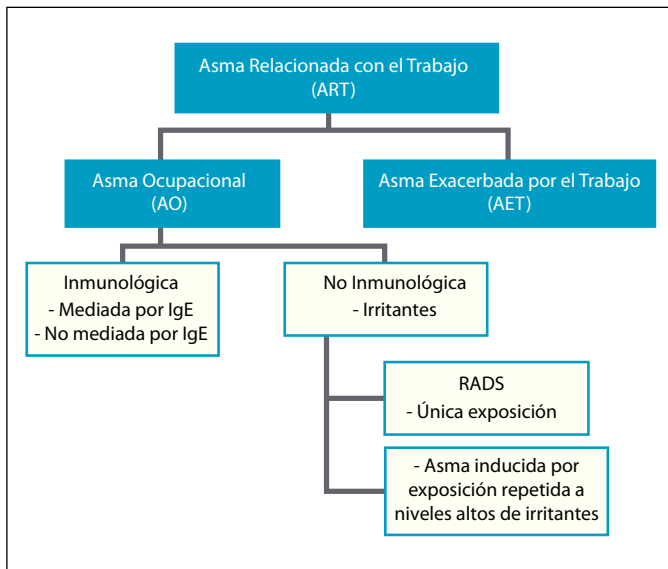 Asma Relacionada con el Trabajo
(ART)
Asma Ocupacional
(AO)
Asma Exacerbada por el Trabajo
(AET)
Inmunológica
- Mediada por IgE
- No mediada por IgE
No Inmunológica
- Irritantes
RADS
- Única exposición
- Asma inducida por
exposición repetida a
niveles altos de irritantes